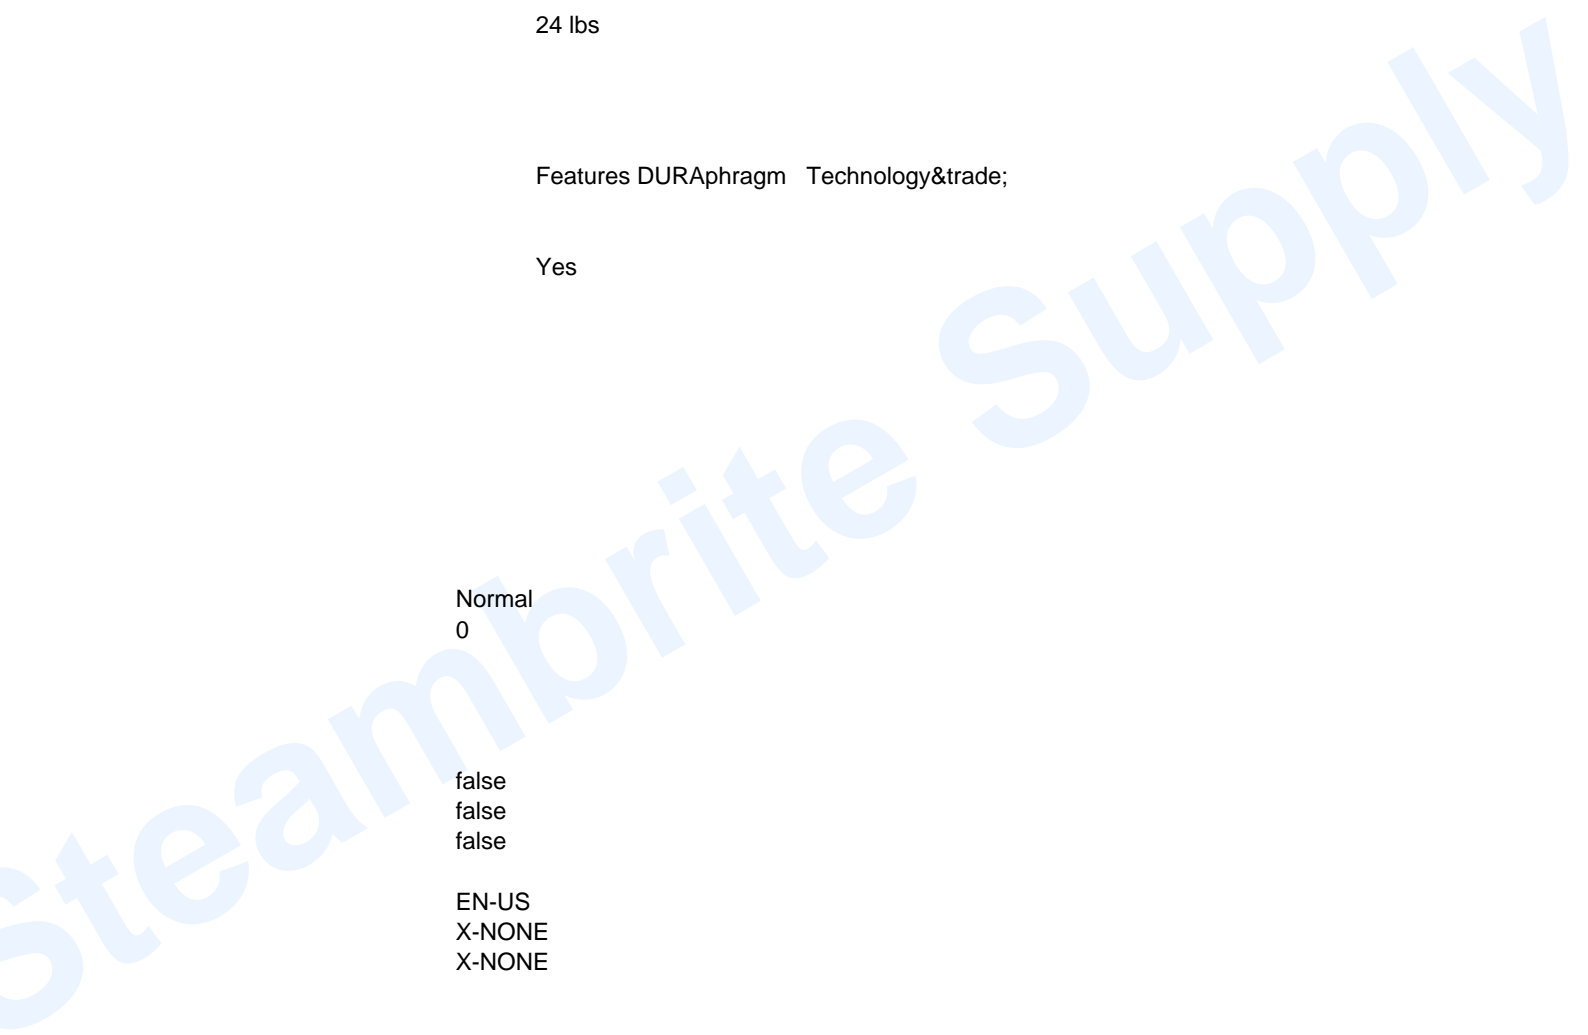 24 lbs
Features DURAphragm   Technology&trade;
Yes
Normal
0
false
false
false
EN-US
X-NONE
X-NONE
Steambrite Supply